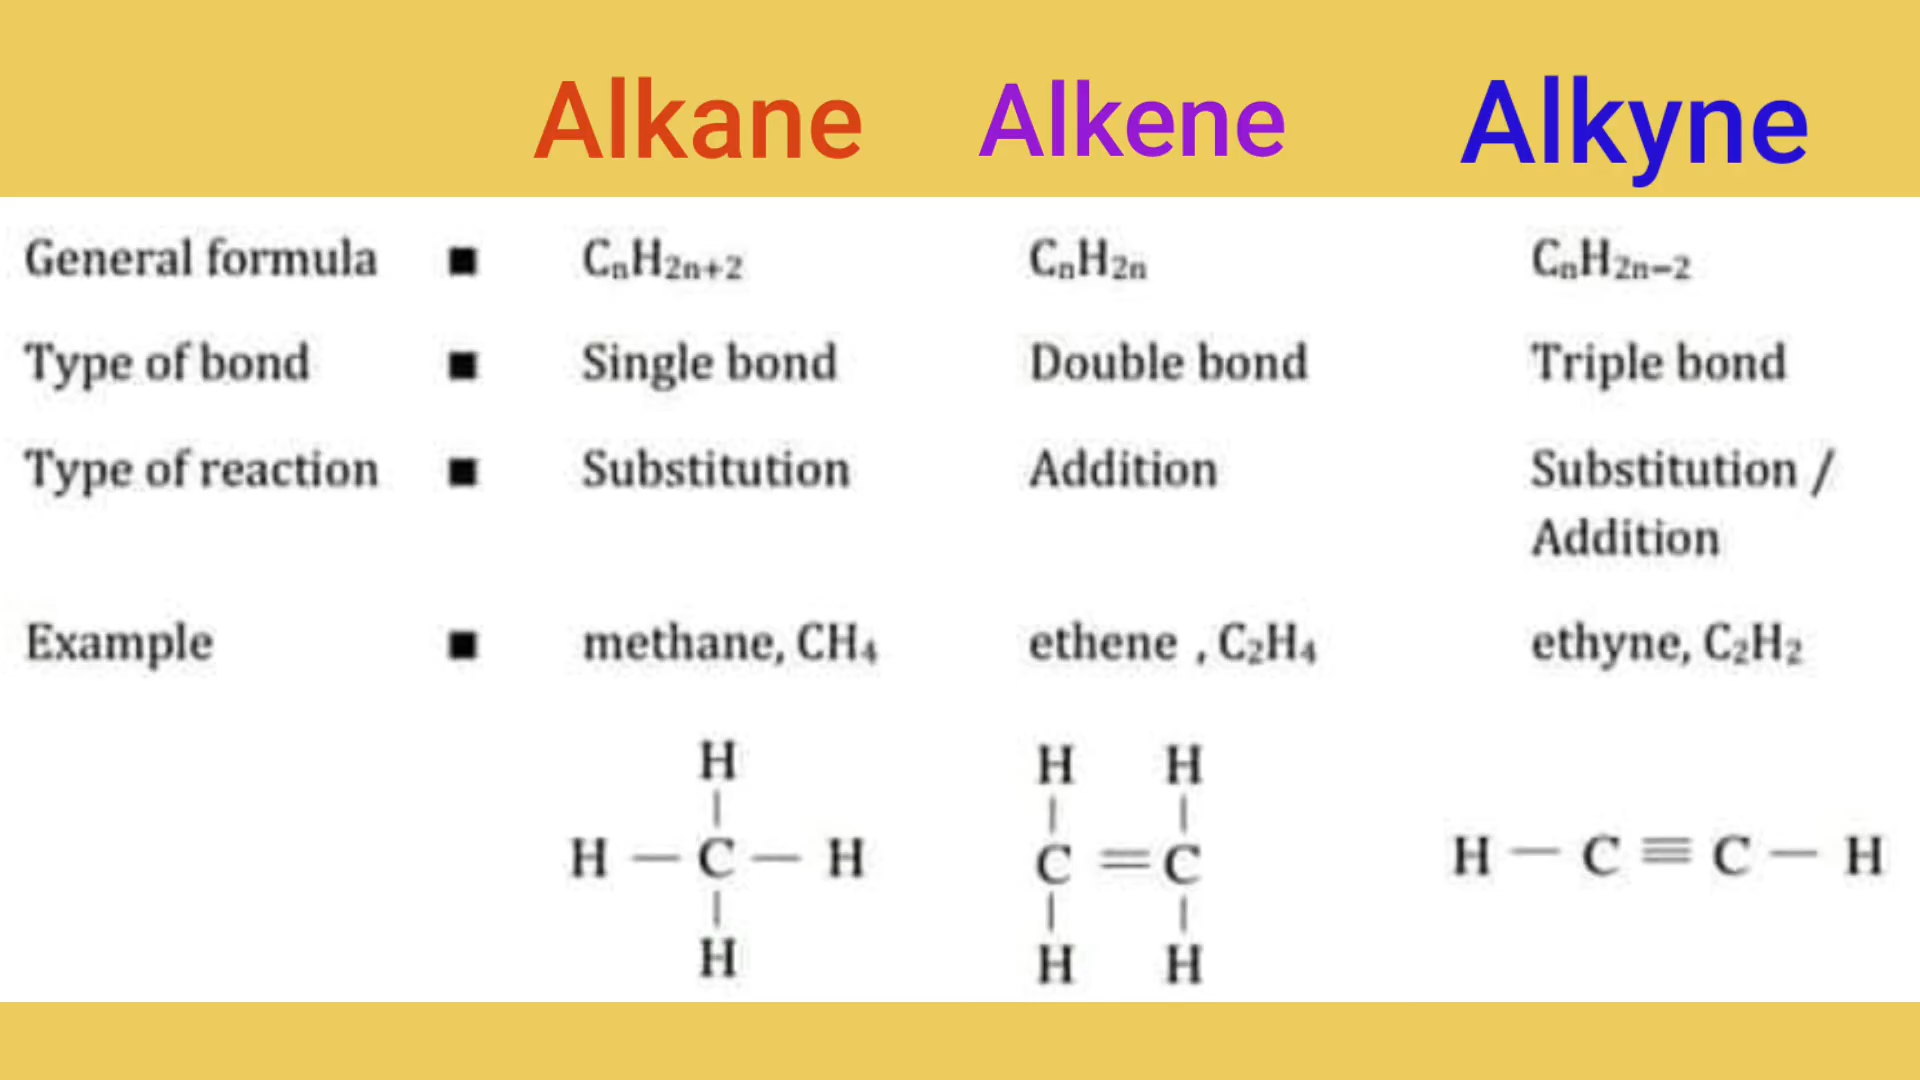 Alkane Alkene Alkyne
General formula ■ CₙH₂ₙ₊₂ CₙH₂ₙ CₙH₂ₙ₋₂
Type of bond ■ Single bond Double bond Triple bond
Type of reaction ■ Substitution Addition Substitution /
Addition
Example ■ methane, CH₄ ethene , C₂H₄ ethyne, C₂H₂
H H H
H — C — H C = C H — C ≡ C — H
H H H